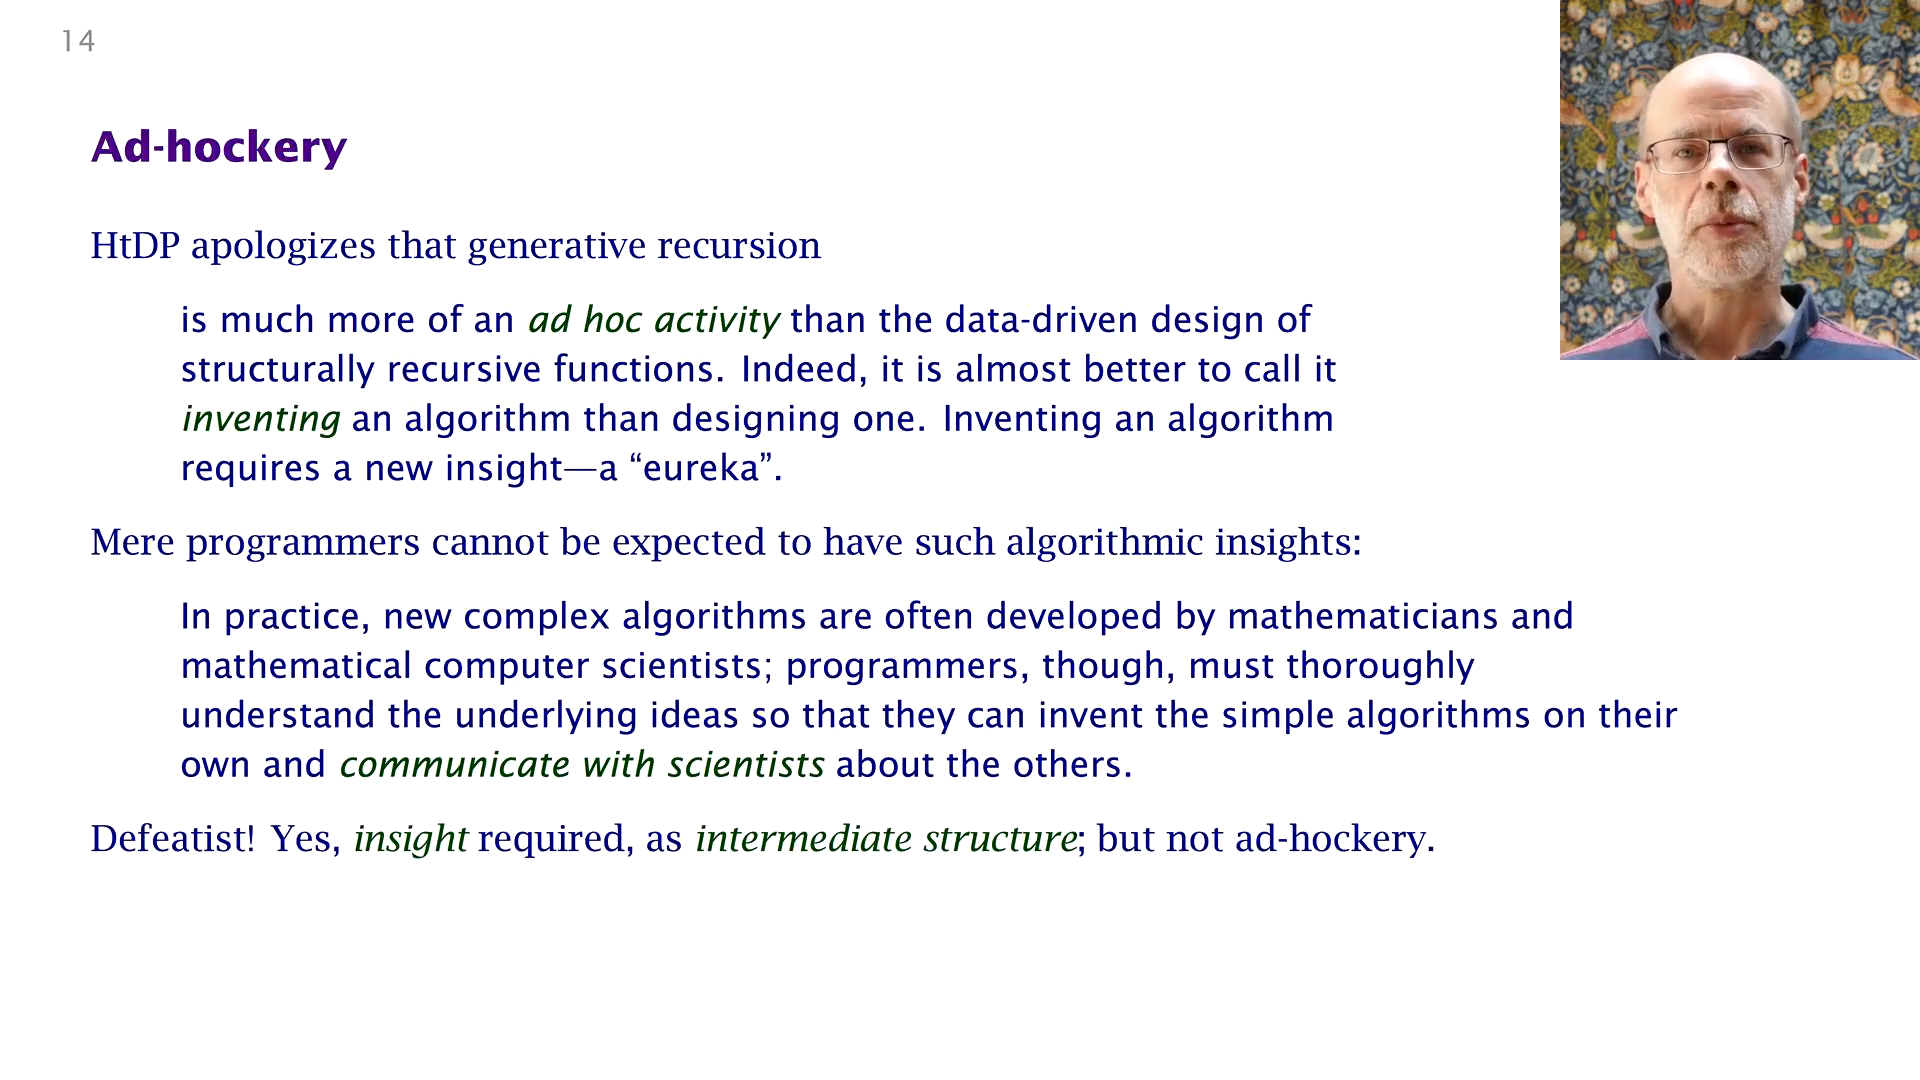 14
Ad-hockery
HtDP apologizes that generative recursion
is much more of an ad hoc activity than the data-driven design of
structurally recursive functions. Indeed, it is almost better to call it
inventing an algorithm than designing one. Inventing an algorithm
requires a new insight—a “eureka”.
Mere programmers cannot be expected to have such algorithmic insights:
In practice, new complex algorithms are often developed by mathematicians and
mathematical computer scientists; programmers, though, must thoroughly
understand the underlying ideas so that they can invent the simple algorithms on their
own and communicate with scientists about the others.
Defeatist! Yes, insight required, as intermediate structure; but not ad-hockery.